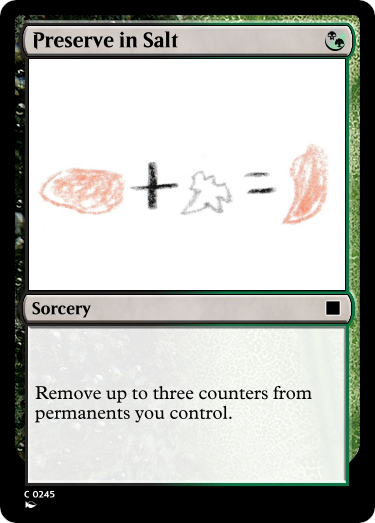 Preserve in Salt
+ =
Sorcery
Remove up to three counters from
permanents you control.
C 0245